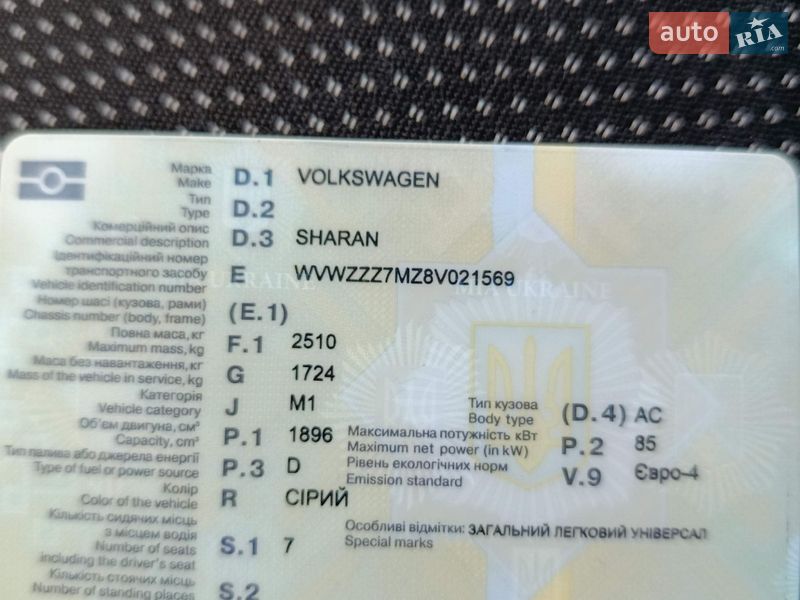 auto RIA .com
Марка
Make D.1 VOLKSWAGEN
Тип
Type D.2
Комерційний опис
Commercial description D.3 SHARAN
Ідентифікаційний номер
транспортного засобу E WVWZZZ7MZ8V021569
Vehicle identification number
MIA UKRAINE
Номер шасі (кузова, рами) (E.1)
Chassis number (body, frame)
Повна маса, кг F.1 2510
Maximum mass, kg
Маса без навантаження, кг G 1724
Mass of the vehicle in service, kg
Категорія J M1 Тип кузова (D.4) AC
Vehicle category Body type
Об'єм двигуна, см³ P.1 1896 Максимальна потужність кВт P.2 85
Capacity, cm³ Maximum net power (in kW)
Тип палива або джерела енергії P.3 D Рівень екологічних норм V.9 Євро-4
Type of fuel or power source Emission standard
Колір R СІРИЙ
Color of the vehicle
Кількість сидячих місць Особливі відмітки: ЗАГАЛЬНИЙ ЛЕГКОВИЙ УНІВЕРСАЛ
з місцем водія S.1 7 Special marks
Number of seats
including the driver's seat
Кількість стоячих місць S.2
Number of standing places